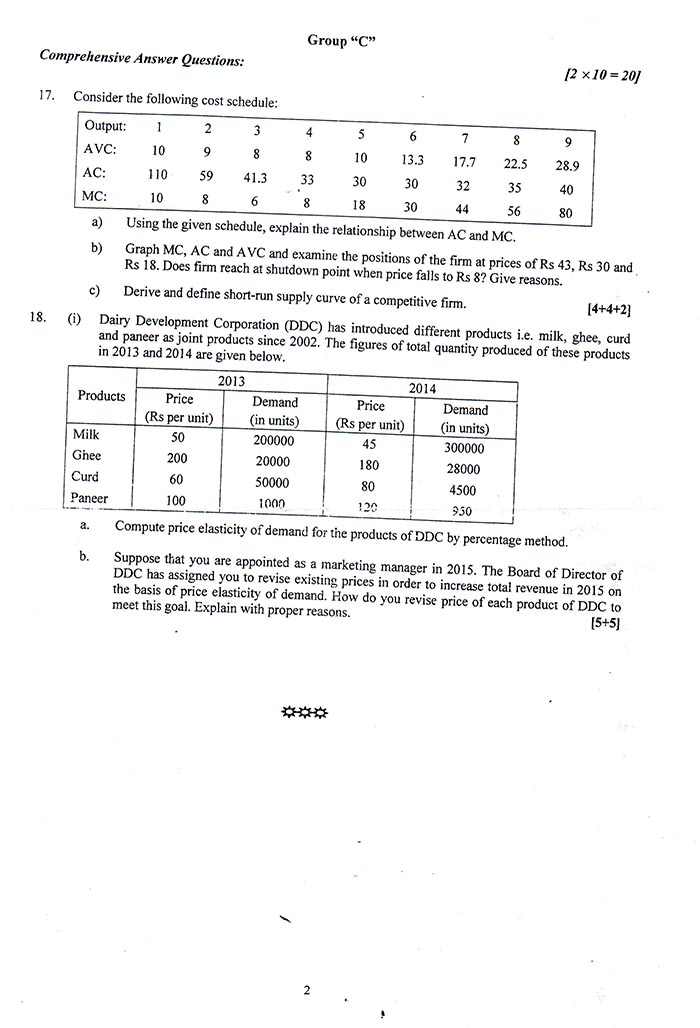 Group “C”
Comprehensive Answer Questions:
[2 × 10 = 20]
17. Consider the following cost schedule:
Output: 1 2 3 4 5 6 7 8 9
AVC: 10 9 8 8 10 13.3 17.7 22.5 28.9
AC: 110 59 41.3 33 30 30 32 35 40
MC: 10 8 6 8 18 30 44 56 80
a) Using the given schedule, explain the relationship between AC and MC.
b) Graph MC, AC and AVC and examine the positions of the firm at prices of Rs 43, Rs 30 and
Rs 18. Does firm reach at shutdown point when price falls to Rs 8? Give reasons.
c) Derive and define short-run supply curve of a competitive firm.
[4+4+2]
18. (i) Dairy Development Corporation (DDC) has introduced different products i.e. milk, ghee, curd
and paneer as joint products since 2002. The figures of total quantity produced of these products
in 2013 and 2014 are given below.
Products 2013 2014
Price (Rs per unit) Demand (in units) Price (Rs per unit) Demand (in units)
Milk 50 200000 45 300000
Ghee 200 20000 180 28000
Curd 60 50000 80 4500
Paneer 100 1000 120 950
a. Compute price elasticity of demand for the products of DDC by percentage method.
b. Suppose that you are appointed as a marketing manager in 2015. The Board of Director of
DDC has assigned you to revise existing prices in order to increase total revenue in 2015 on
the basis of price elasticity of demand. How do you revise price of each product of DDC to
meet this goal. Explain with proper reasons.
[5+5]
2